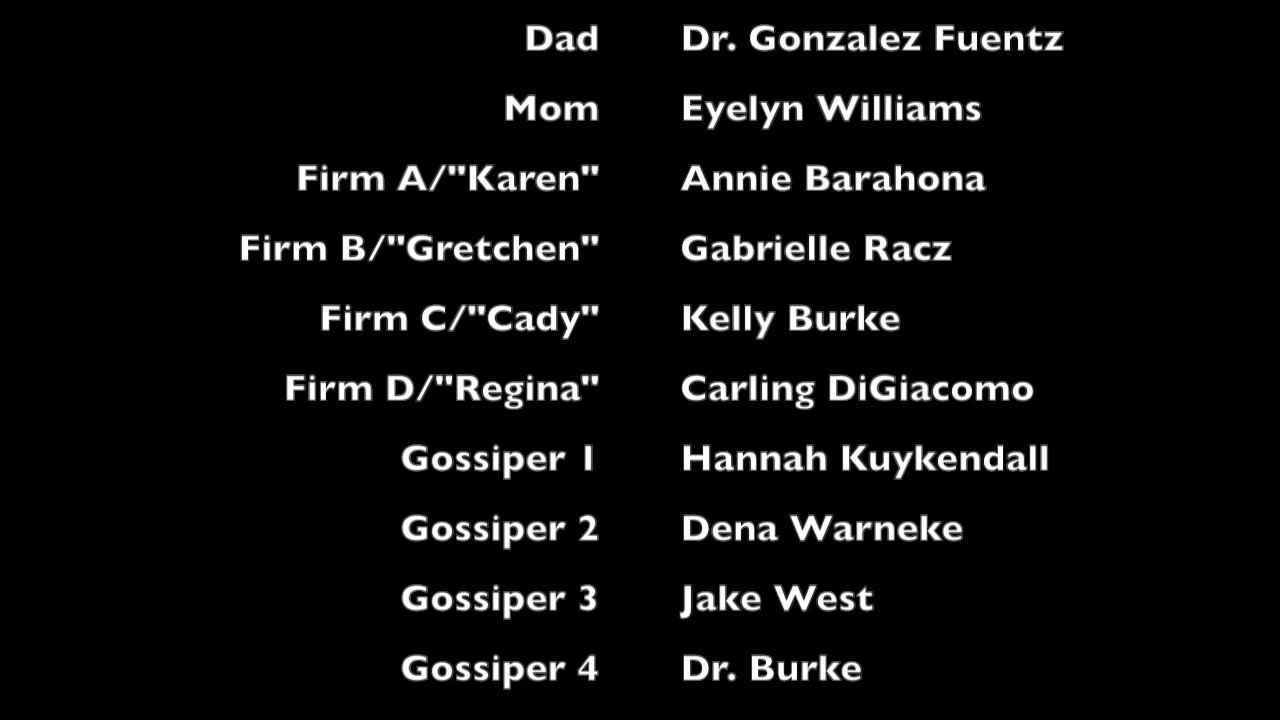 Dad Dr. Gonzalez Fuentz
Mom Eyelyn Williams
Firm A/"Karen" Annie Barahona
Firm B/"Gretchen" Gabrielle Racz
Firm C/"Cady" Kelly Burke
Firm D/"Regina" Carling DiGiacomo
Gossiper 1 Hannah Kuykendall
Gossiper 2 Dena Warneke
Gossiper 3 Jake West
Gossiper 4 Dr. Burke